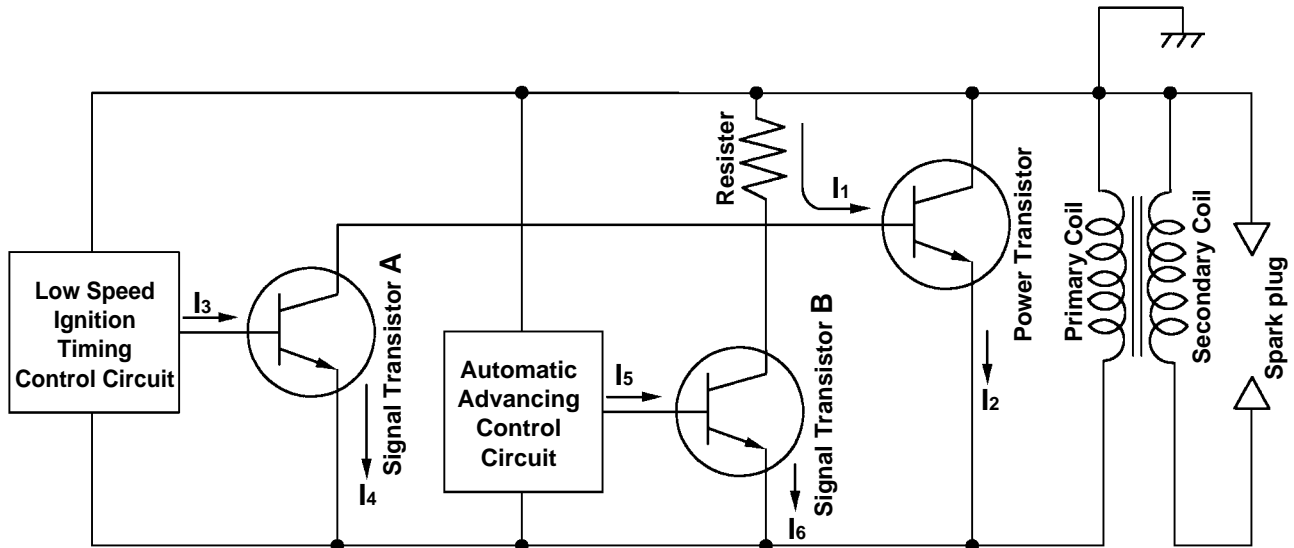 Low Speed
Ignition
Timing
Control Circuit
I3
Signal Transistor A
I4
Automatic
Advancing
Control
Circuit
I5
Signal Transistor B
I6
Resister
I1
Power Transistor
I2
Primary Coil
Secondary Coil
Spark plug